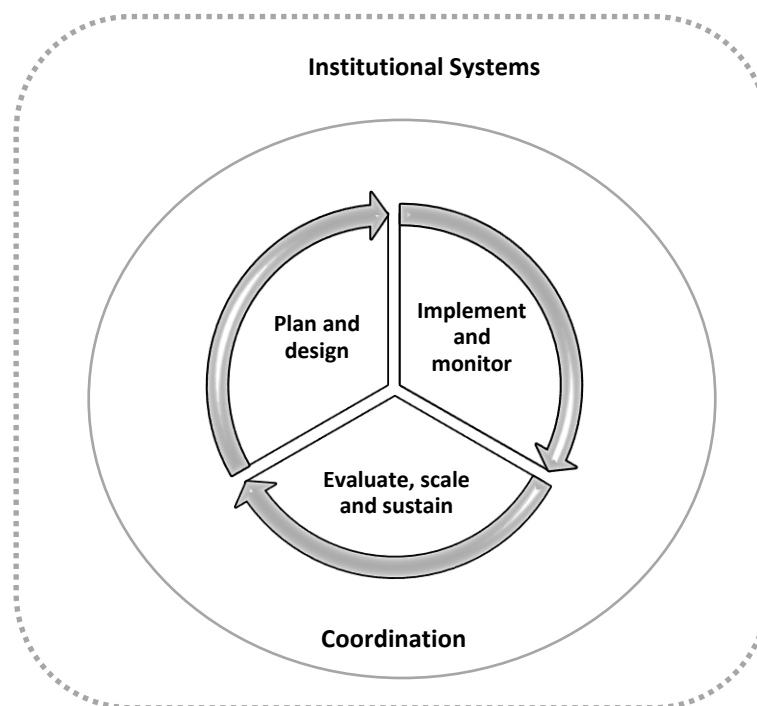 Institutional Systems
Plan and
design
Implement
and
monitor
Evaluate, scale
and sustain
Coordination